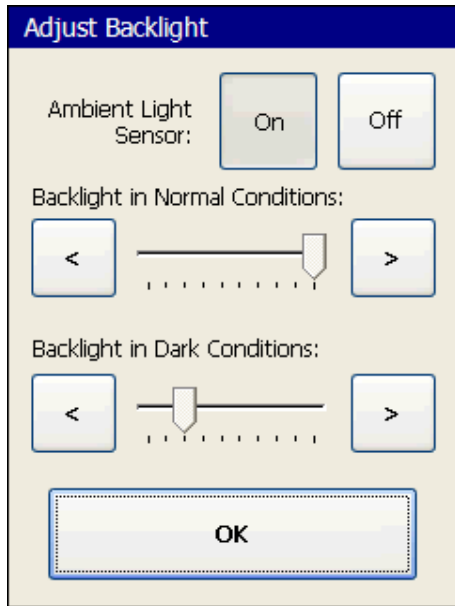 Adjust Backlight
Ambient Light
Sensor:
On
Off
Backlight in Normal Conditions:
<
>
Backlight in Dark Conditions:
<
>
OK